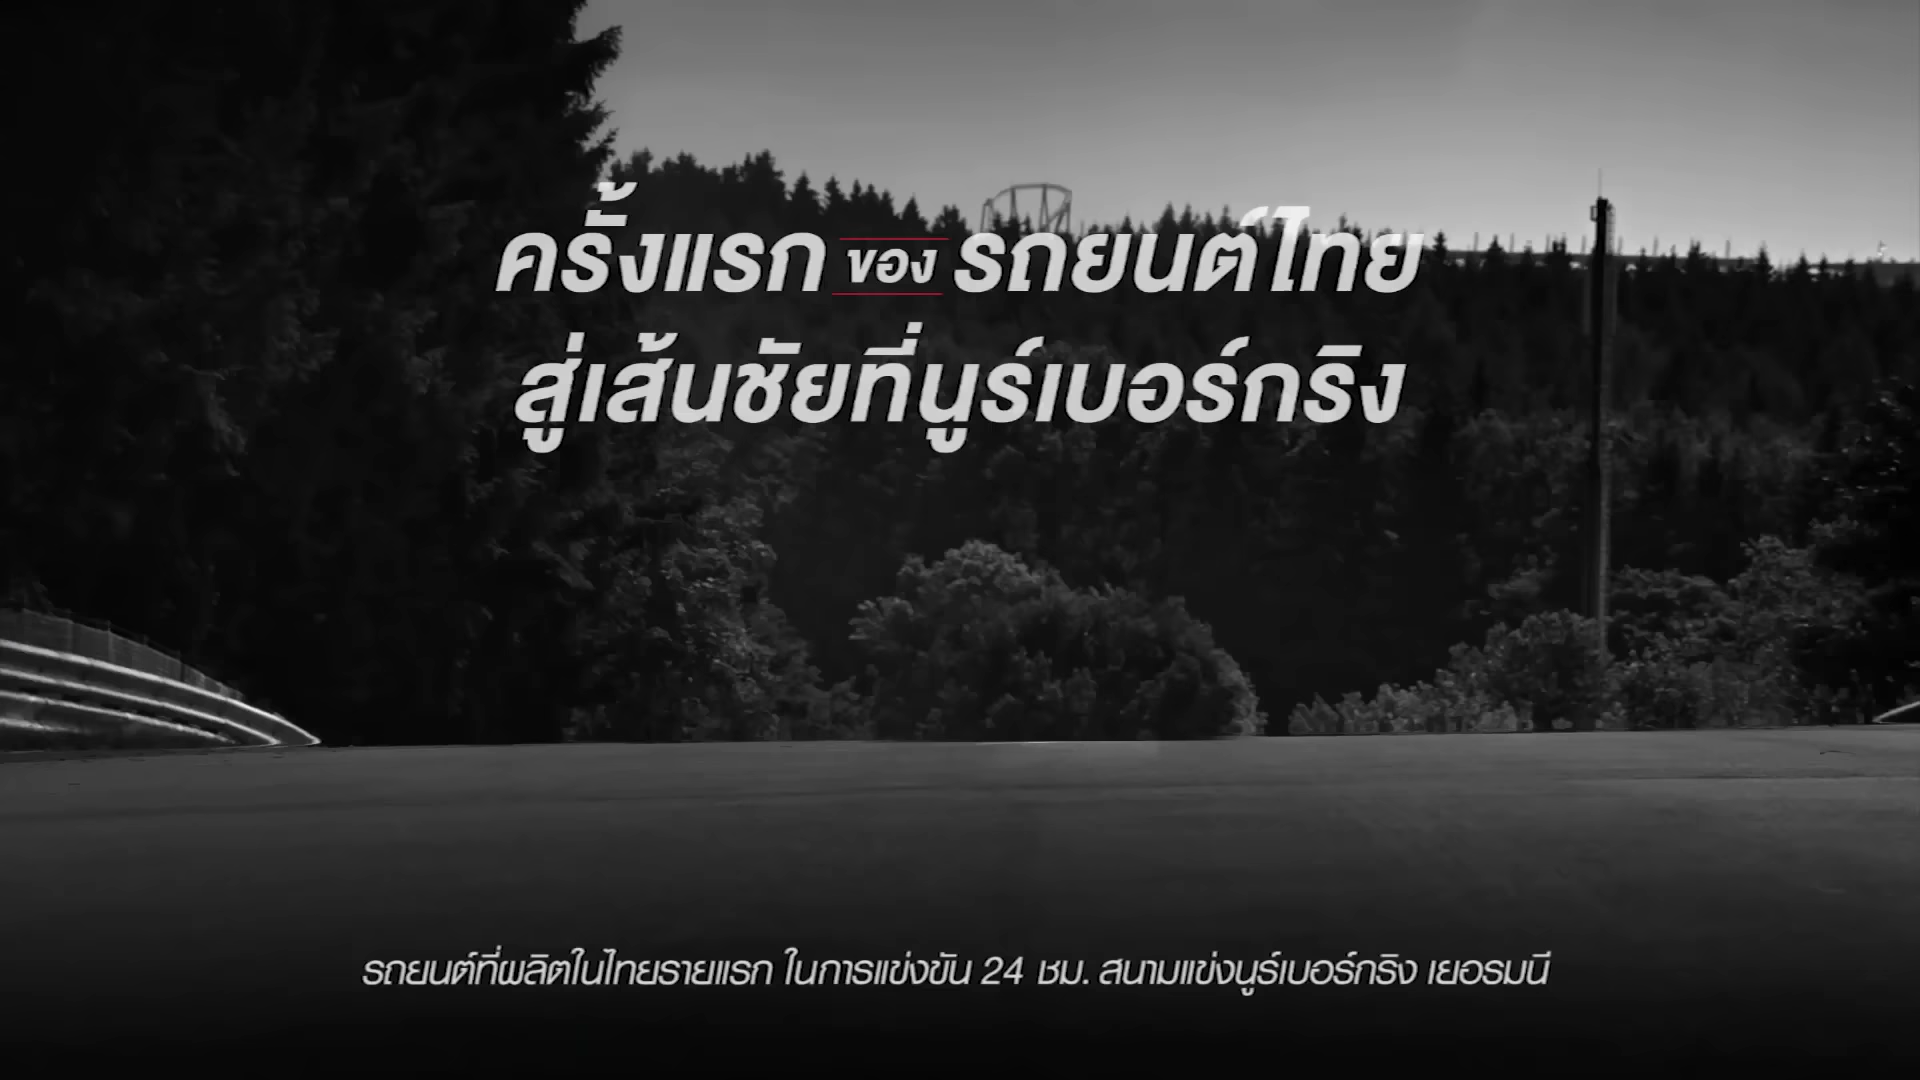 ครั้งแรก ของ รถยนต์ไทย
สู่เส้นชัยที่นูร์เบอร์กริง
รถยนต์ที่ผลิตในไทยรายแรก ในการแข่งขัน 24 ชม. สนามแข่งนูร์เบอร์กริง เยอรมนี